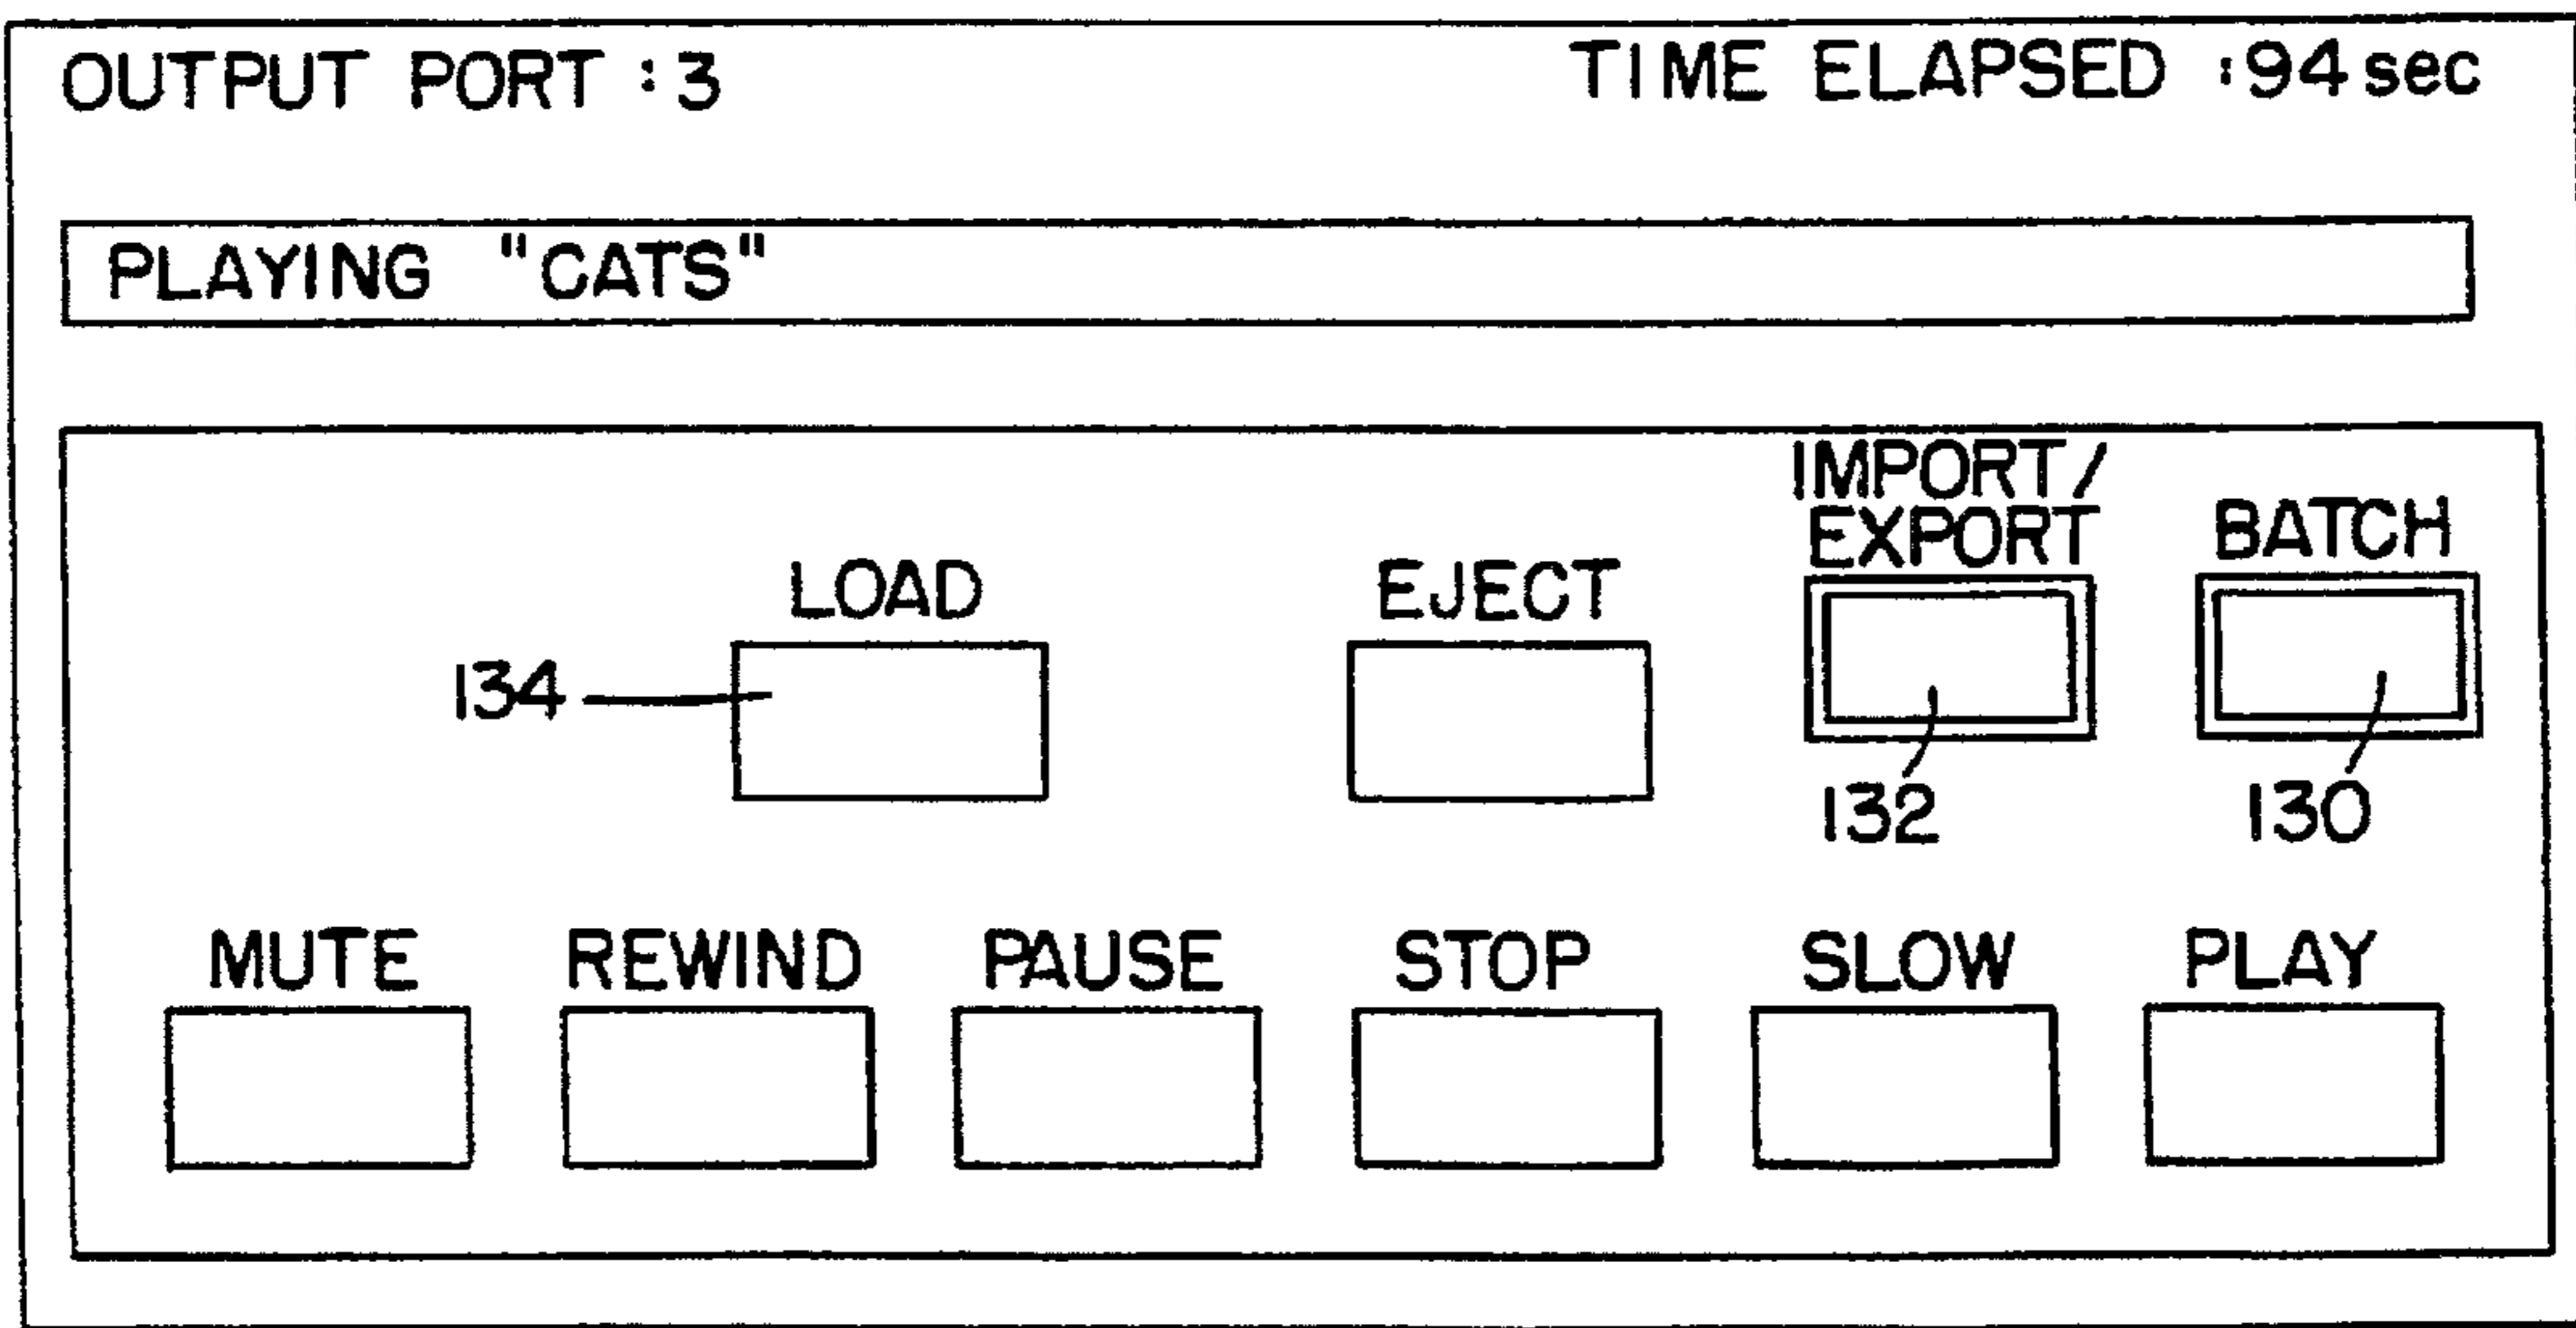 OUTPUT PORT :3
TIME ELAPSED :94 sec
PLAYING "CATS"
IMPORT/
EXPORT
BATCH
LOAD
EJECT
134
132
130
MUTE REWIND PAUSE STOP SLOW PLAY